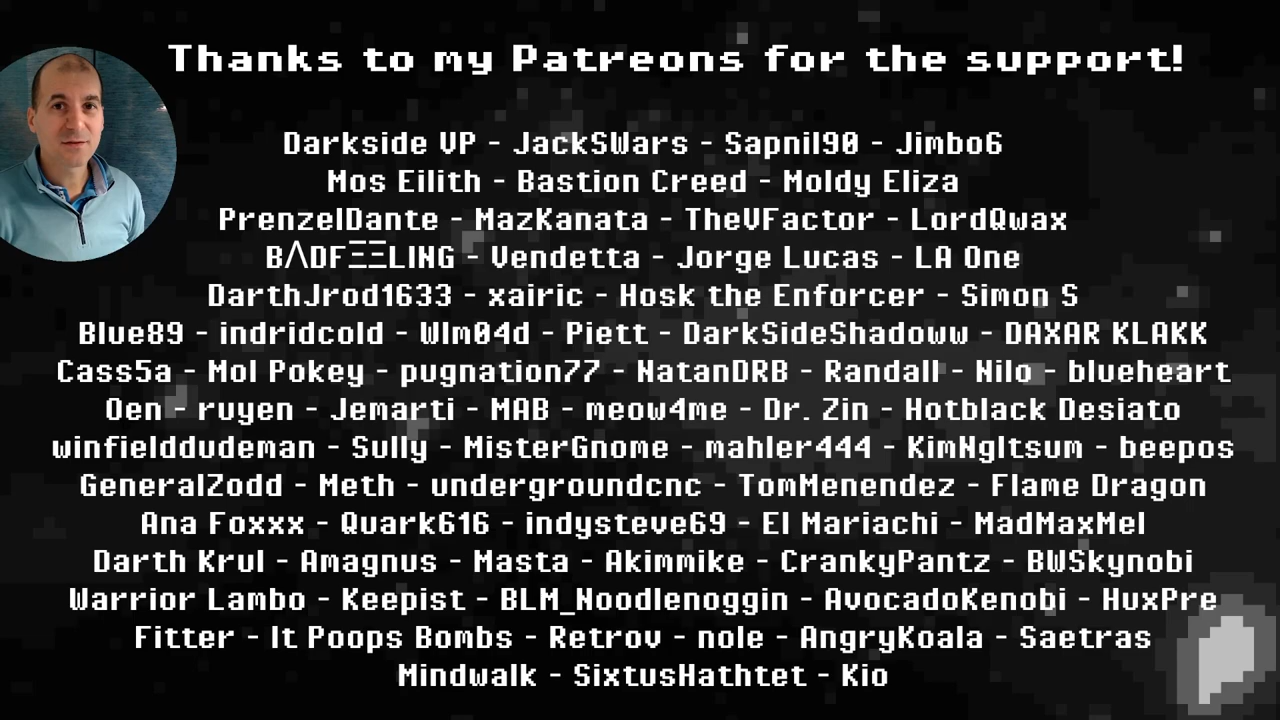 Thanks to my Patreons for the support!
Darkside VP - JackSWars - Sapnil90 - Jimbo6
Mos Eilith - Bastion Creed - Moldy Eliza
PrenzelDante - MazKanata - TheVFactor - LordQwax
BΛDFΞΞLING - Vendetta - Jorge Lucas - LA One
DarthJrod1633 - xairic - Hosk the Enforcer - Simon S
Blue89 - indridcold - Wlm04d - Piett - DarkSideShadoww - DAXAR KLAKK
Cass5a - Mol Pokey - pugnation77 - NatanDRB - Randall - Nilo - blueheart
Oen - ruyen - Jemarti - MAB - meow4me - Dr. Zin - Hotblack Desiato
winfielddudeman - Sully - MisterGnome - mahler444 - KimNgltsum - beepos
GeneralZodd - Meth - undergroundcnc - TomMenendez - Flame Dragon
Ana Foxxx - Quark616 - indysteve69 - El Mariachi - MadMaxMel
Darth Krul - Amagnus - Masta - Akimmike - CrankyPantz - BWSkynobi
Warrior Lambo - Keepist - BLM_Noodlenoggin - AvocadoKenobi - HuxPre
Fitter - It Poops Bombs - Retrov - nole - AngryKoala - Saetras
Mindwalk - SixtusHathtet - Kio